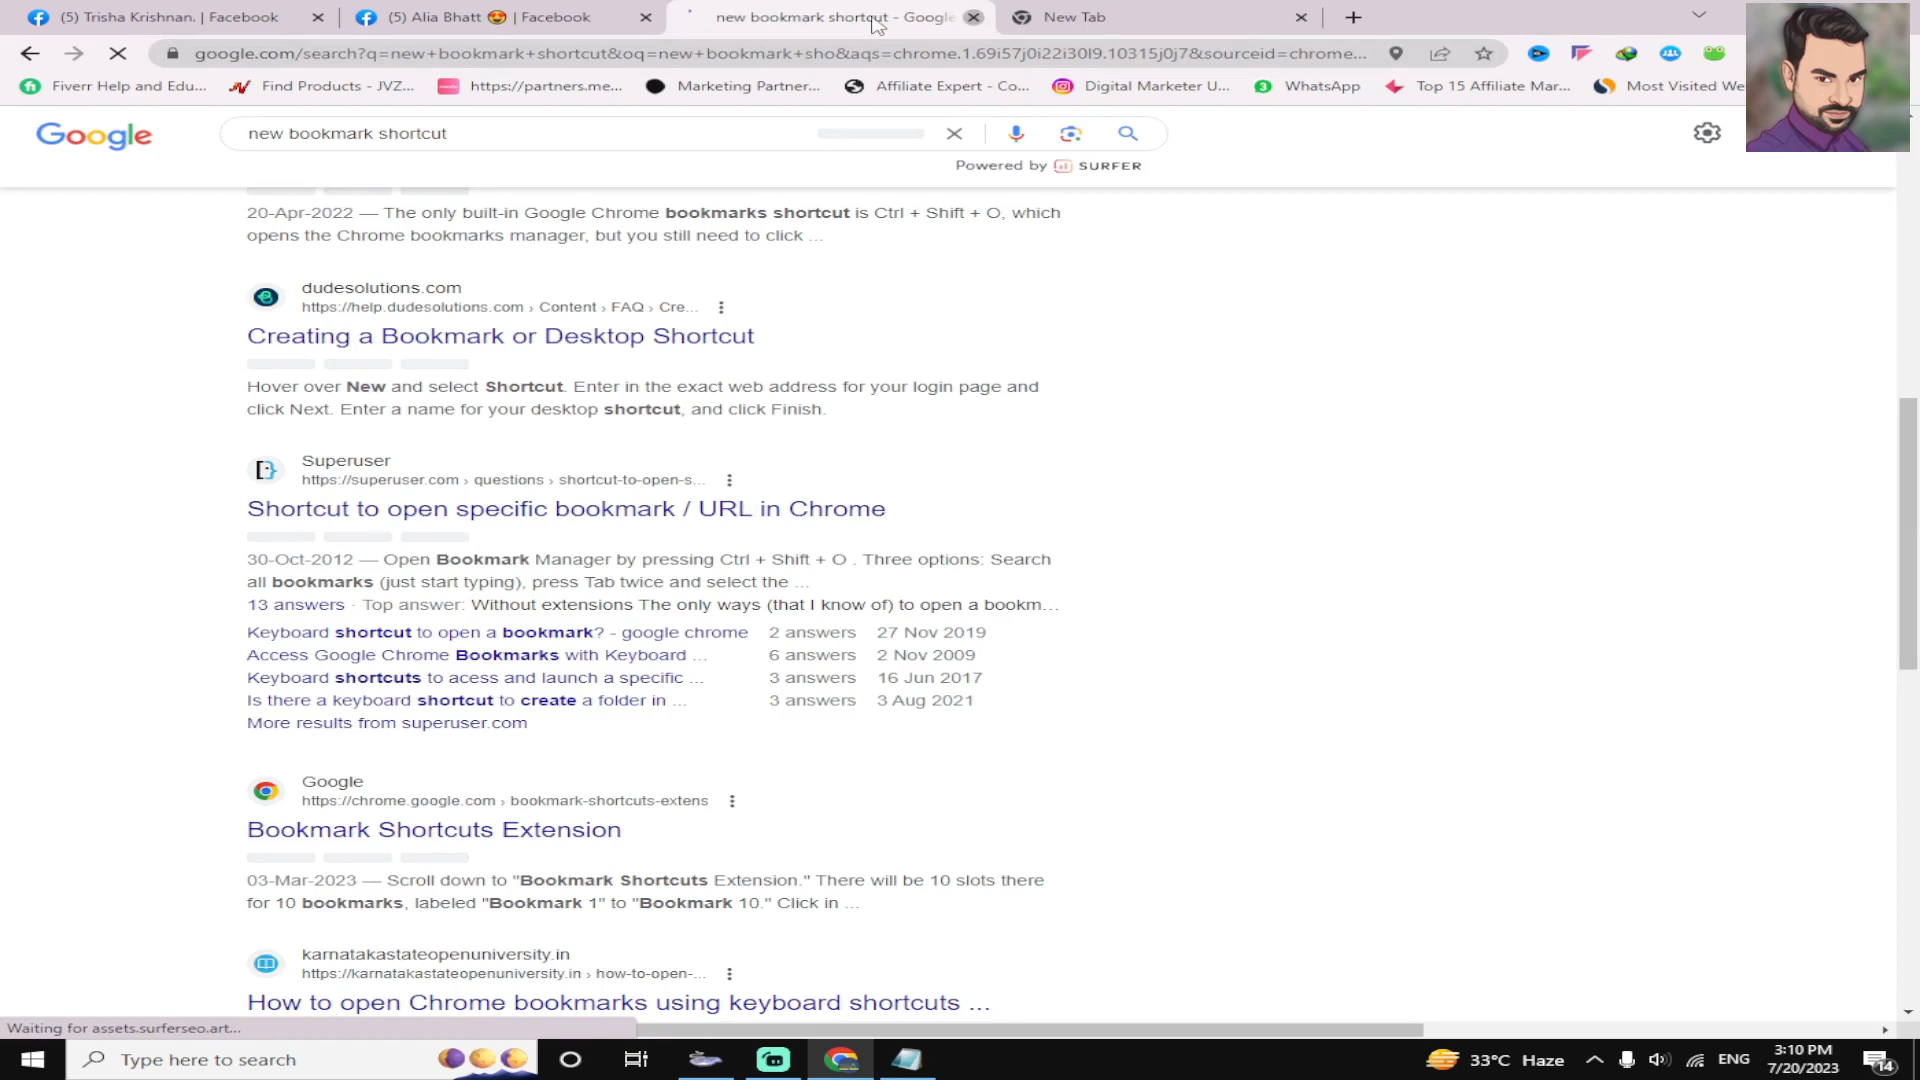 (5) Trisha Krishnan. | Facebook
(5) Alia Bhatt 😍 | Facebook
new bookmark shortcut - Google
New Tab
google.com/search?q=new+bookmark+shortcut&oq=new+bookmark+sho&aqs=chrome.1.69i57j0i22i30l9.10315j0j7&sourceid=chrome...
Fiverr Help and Edu...
Find Products - JVZ...
https://partners.me...
Marketing Partner...
Affiliate Expert - Co...
Digital Marketer U...
WhatsApp
Top 15 Affiliate Mar...
Most Visited We
Google
new bookmark shortcut
Powered by SURFER
20-Apr-2022 — The only built-in Google Chrome bookmarks shortcut is Ctrl + Shift + O, which
opens the Chrome bookmarks manager, but you still need to click ...
dudesolutions.com
https://help.dudesolutions.com › Content › FAQ › Cre...
Creating a Bookmark or Desktop Shortcut
Hover over New and select Shortcut. Enter in the exact web address for your login page and
click Next. Enter a name for your desktop shortcut, and click Finish.
Superuser
https://superuser.com › questions › shortcut-to-open-s...
Shortcut to open specific bookmark / URL in Chrome
30-Oct-2012 — Open Bookmark Manager by pressing Ctrl + Shift + O . Three options: Search
all bookmarks (just start typing), press Tab twice and select the ...
13 answers · Top answer: Without extensions The only ways (that I know of) to open a bookm...
Keyboard shortcut to open a bookmark? - google chrome 2 answers 27 Nov 2019
Access Google Chrome Bookmarks with Keyboard ... 6 answers 2 Nov 2009
Keyboard shortcuts to acess and launch a specific ... 3 answers 16 Jun 2017
Is there a keyboard shortcut to create a folder in ... 3 answers 3 Aug 2021
More results from superuser.com
Google
https://chrome.google.com › bookmark-shortcuts-extens
Bookmark Shortcuts Extension
03-Mar-2023 — Scroll down to "Bookmark Shortcuts Extension." There will be 10 slots there
for 10 bookmarks, labeled "Bookmark 1" to "Bookmark 10." Click in ...
karnatakastateopenuniversity.in
https://karnatakastateopenuniversity.in › how-to-open-...
How to open Chrome bookmarks using keyboard shortcuts ...
Waiting for assets.surferseo.art...
Type here to search
33°C Haze
ENG
3:10 PM
7/20/2023
14